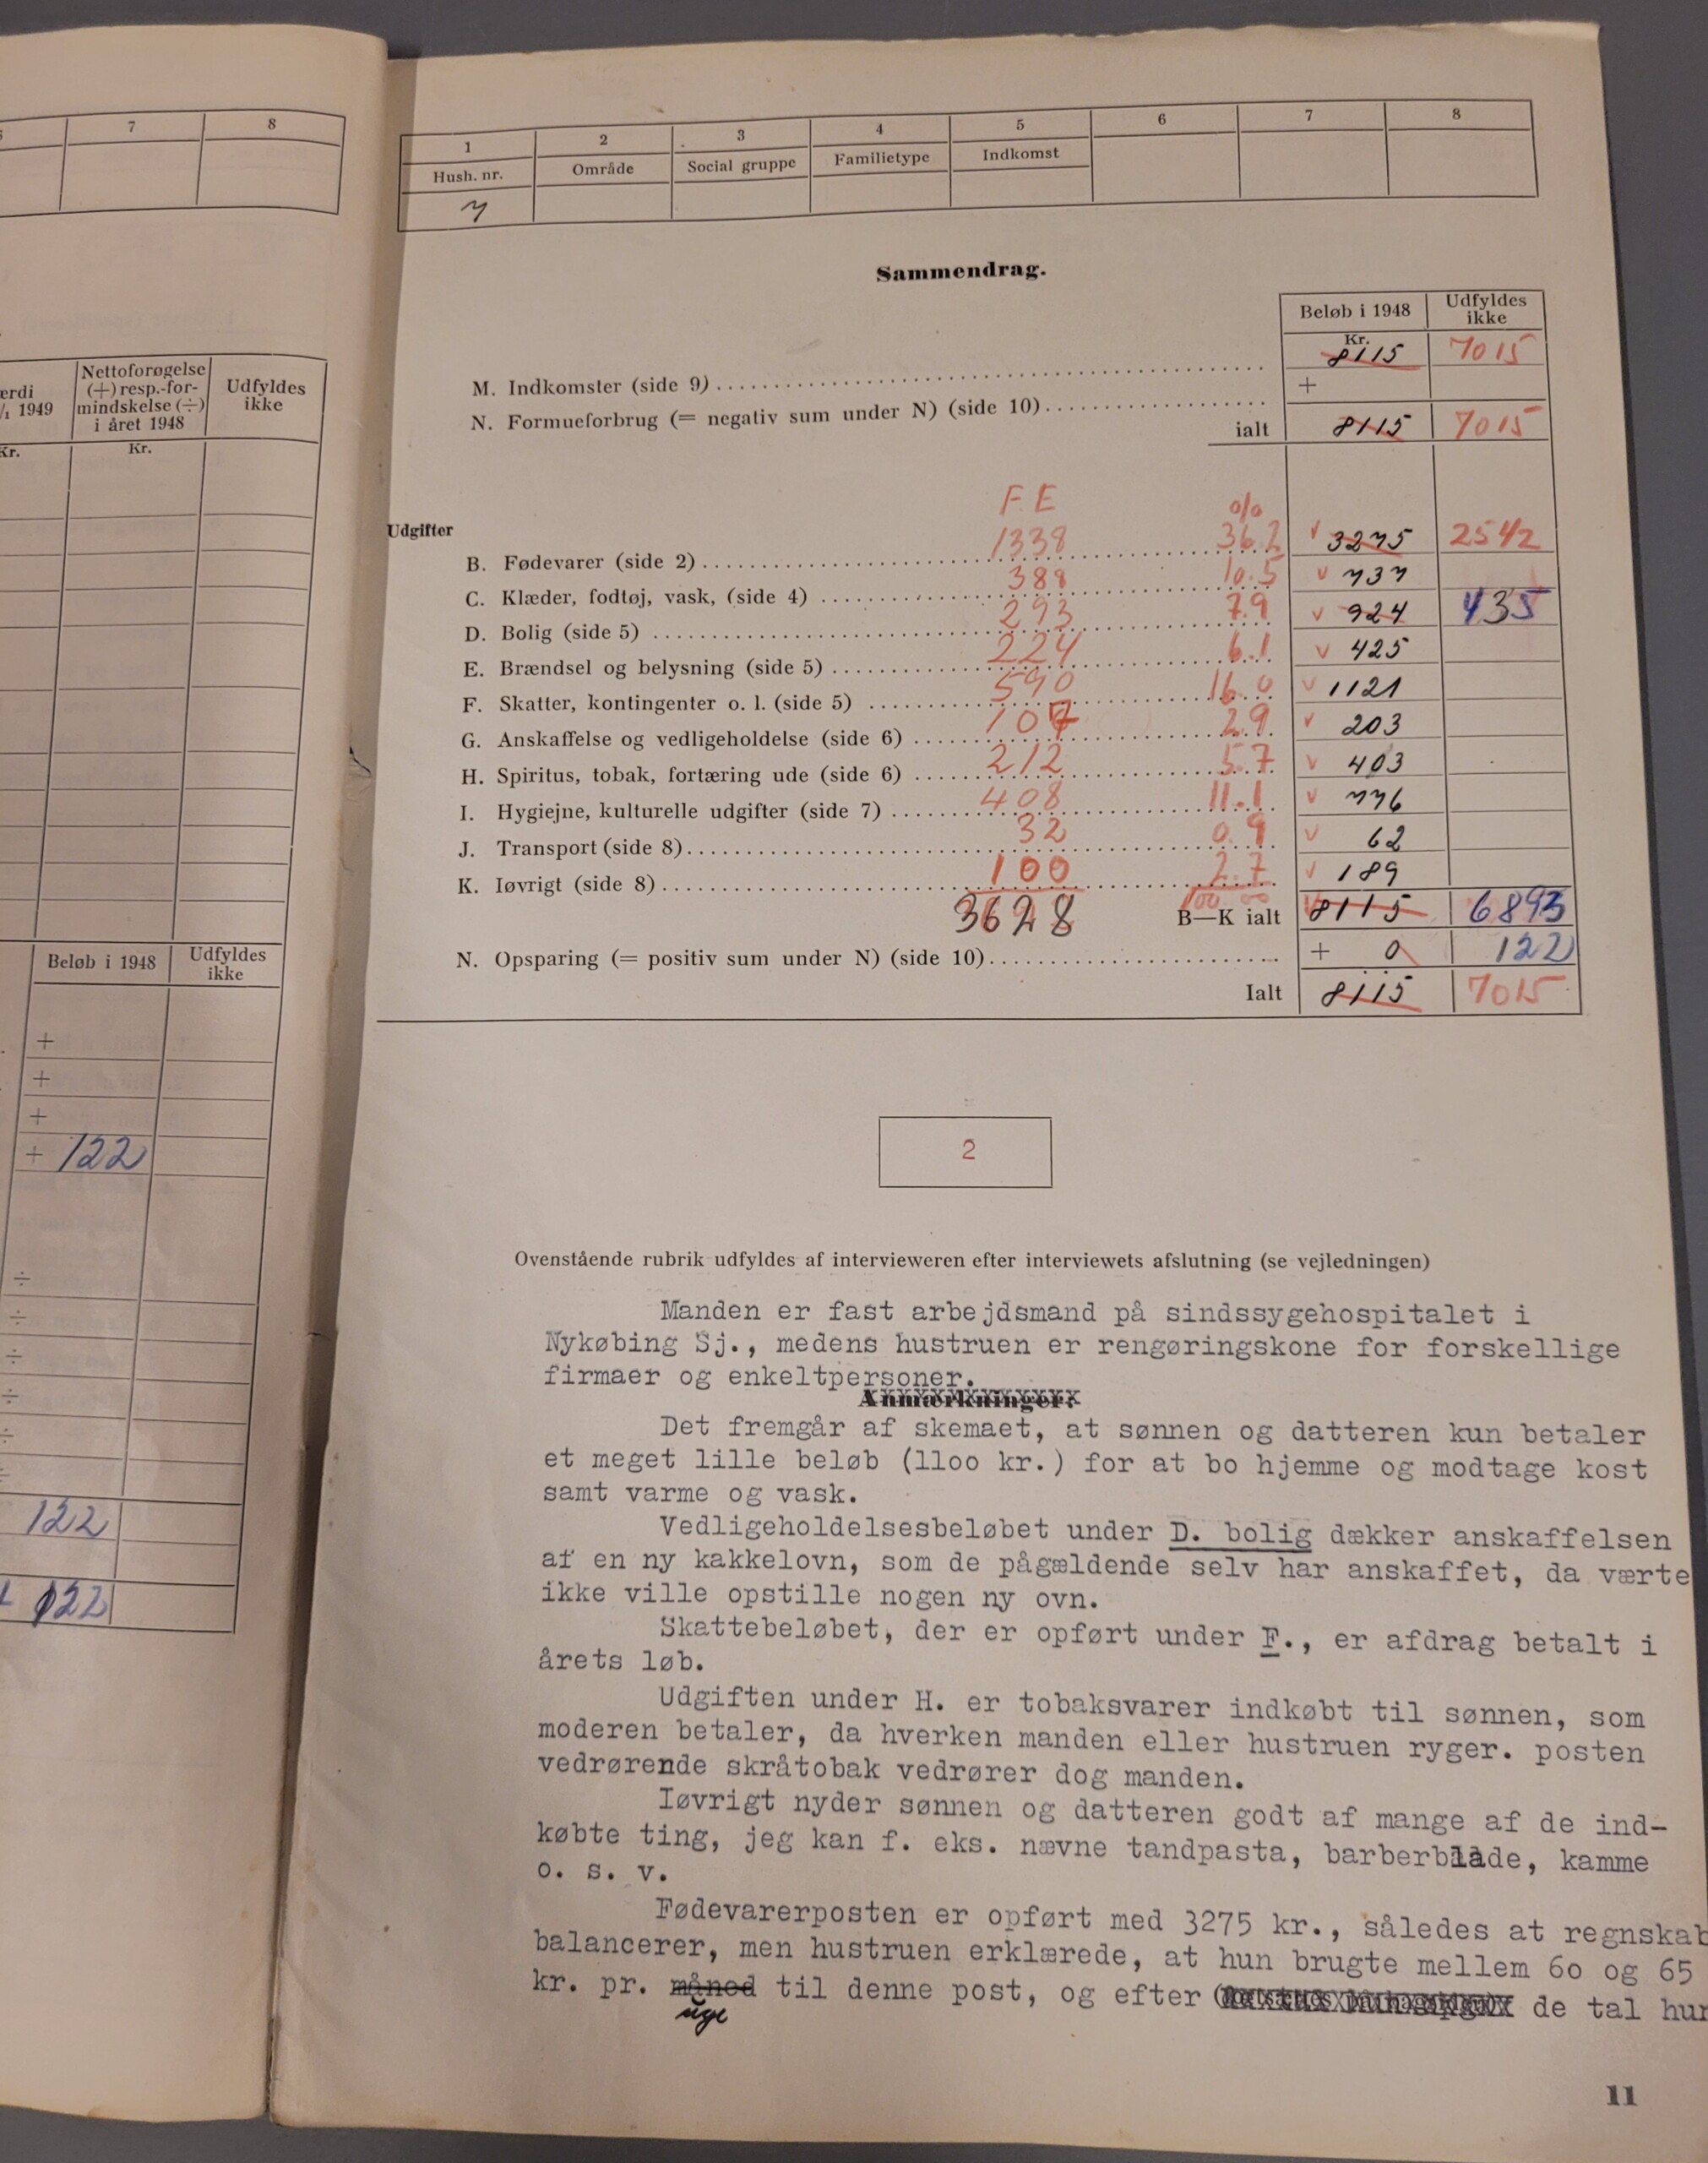 7
8
ærdi
/1 1949
Nettoforøgelse
(+) resp.-for-
mindskelse (÷)
i året 1948
Udfyldes
ikke
Kr.
Kr.
Beløb i 1948
Udfyldes
ikke
+
+
+
+ 122
÷
÷
÷
÷
÷
÷
122
122
1
2
3
4
5
6
7
8
Hush. nr.
Område
Social gruppe
Familietype
Indkomst
7
Sammendrag.
Beløb i 1948
Udfyldes
ikke
Kr.
M. Indkomster (side 9) 8115 7015
N. Formueforbrug (= negativ sum under N) (side 10) +
ialt 8115 7015
F E
o/o
Udgifter
B. Fødevarer (side 2) 1338 36.2 v 3275 2542
C. Klæder, fodtøj, vask, (side 4) 388 10.5 v 737
D. Bolig (side 5) 293 7.9 v 924 435
E. Brændsel og belysning (side 5) 224 6.1 v 425
F. Skatter, kontingenter o. l. (side 5) 590 16.0 v 1121
G. Anskaffelse og vedligeholdelse (side 6) 107 2.9 v 203
H. Spiritus, tobak, fortæring ude (side 6) 212 5.7 v 403
I. Hygiejne, kulturelle udgifter (side 7) 408 11.1 v 776
J. Transport (side 8) 32 0.9 v 62
K. Iøvrigt (side 8) 100 2.7 v 189
3628 100 00 B—K ialt v 8115 6893
N. Opsparing (= positiv sum under N) (side 10) + 0 122
Ialt 8115 7015
2
Ovenstående rubrik udfyldes af intervieweren efter interviewets afslutning (se vejledningen)
Manden er fast arbejdsmand på sindssygehospitalet i
Nykøbing Sj., medens hustruen er rengøringskone for forskellige
firmaer og enkeltpersoner.
Anmærkninger:
Det fremgår af skemaet, at sønnen og datteren kun betaler
et meget lille beløb (11oo kr.) for at bo hjemme og modtage kost
samt varme og vask.
Vedligeholdelsesbeløbet under D. bolig dækker anskaffelsen
af en ny kakkelovn, som de pågældende selv har anskaffet, da værte
ikke ville opstille nogen ny ovn.
Skattebeløbet, der er opført under F., er afdrag betalt i
årets løb.
Udgiften under H. er tobaksvarer indkøbt til sønnen, som
moderen betaler, da hverken manden eller hustruen ryger. posten
vedrørende skråtobak vedrører dog manden.
Iøvrigt nyder sønnen og datteren godt af mange af de ind-
købte ting, jeg kan f. eks. nævne tandpasta, barberblade, kamme
o. s. v.
Fødevarerposten er opført med 3275 kr., således at regnskab
balancerer, men hustruen erklærede, at hun brugte mellem 6o og 65
kr. pr. måned til denne post, og efter de tal hun
uge
11